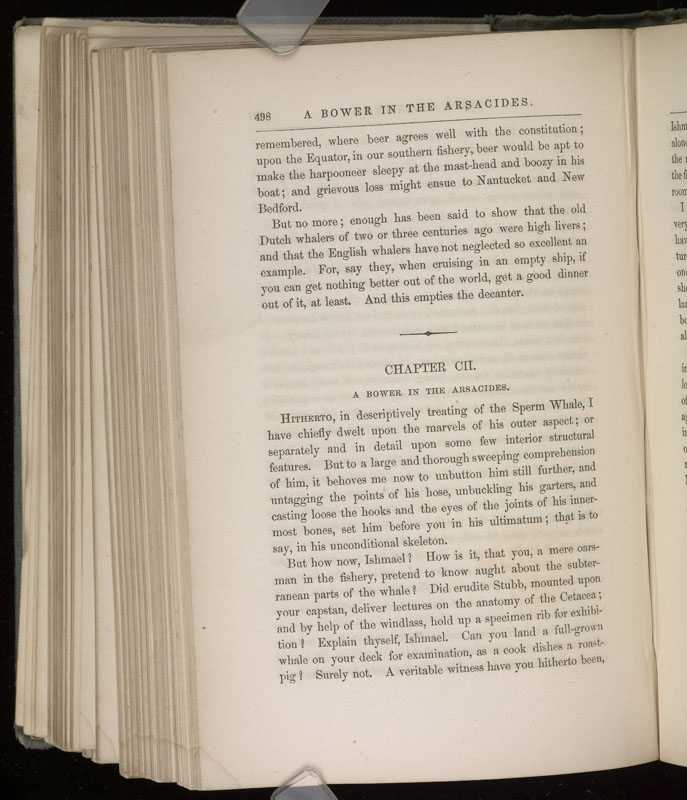 498 A BOWER IN THE ARSACIDES.
remembered, where beer agrees well with the constitution;
upon the Equator, in our southern fishery, beer would be apt to
make the harpooneer sleepy at the mast-head and boozy in his
boat; and grievous loss might ensue to Nantucket and New
Bedford.
But no more; enough has been said to show that the old
Dutch whalers of two or three centuries ago were high livers;
and that the English whalers have not neglected so excellent an
example. For, say they, when cruising in an empty ship, if
you can get nothing better out of the world, get a good dinner
out of it, at least. And this empties the decanter.
CHAPTER CII.
A BOWER IN THE ARSACIDES.
HITHERTO, in descriptively treating of the Sperm Whale, I
have chiefly dwelt upon the marvels of his outer aspect; or
separately and in detail upon some few interior structural
features. But to a large and thorough sweeping comprehension
of him, it behoves me now to unbutton him still further, and
untagging the points of his hose, unbuckling his garters, and
casting loose the hooks and the eyes of the joints of his inner-
most bones, set him before you in his ultimatum; that is to
say, in his unconditional skeleton.
But how now, Ishmael? How is it, that you, a mere oars-
man in the fishery, pretend to know aught about the subter-
ranean parts of the whale? Did erudite Stubb, mounted upon
your capstan, deliver lectures on the anatomy of the Cetacea;
and by help of the windlass, hold up a specimen rib for exhibi-
tion? Explain thyself, Ishmael. Can you land a full-grown
whale on your deck for examination, as a cook dishes a roast-
pig? Surely not. A veritable witness have you hitherto been,